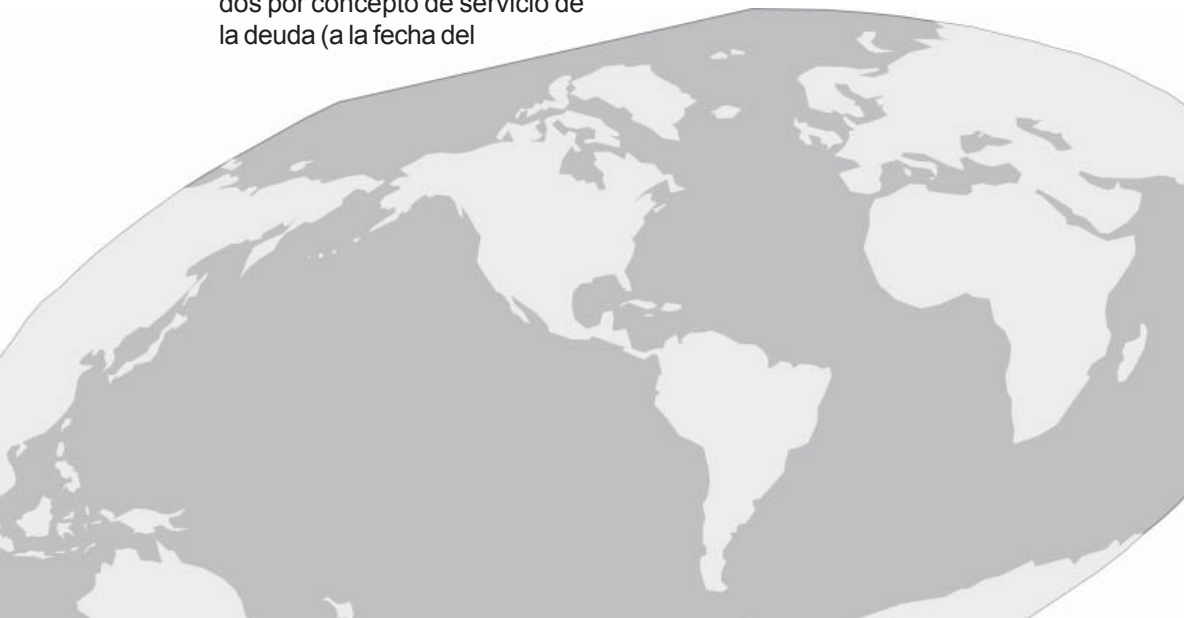 dos por concepto de servicio de
la deuda (a la fecha del